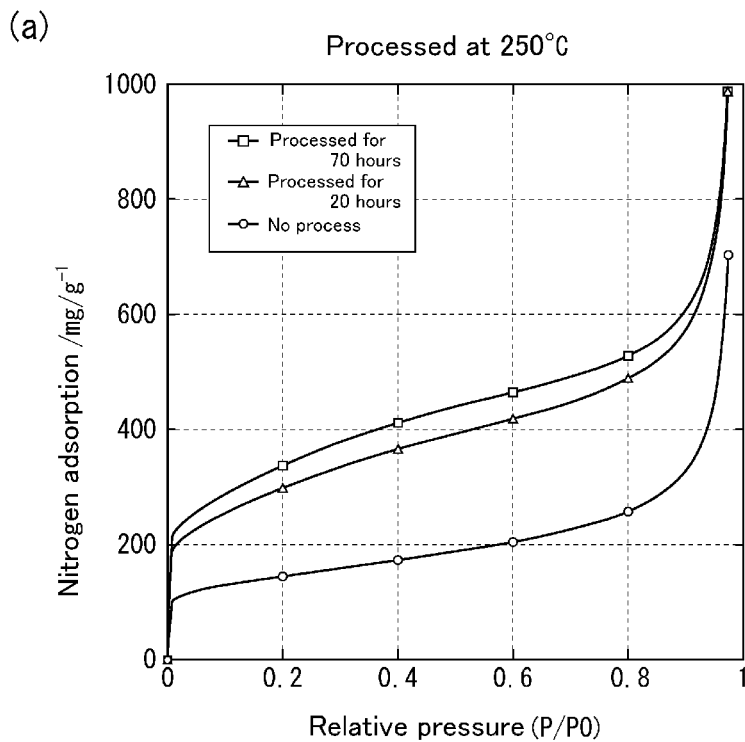 (a)
Processed at 250°C
1000
800
600
400
200
0
Processed for
70 hours
Processed for
20 hours
No process
Nitrogen adsorption /mg/g⁻¹
0
0.2
0.4
0.6
0.8
1
Relative pressure (P/P0)